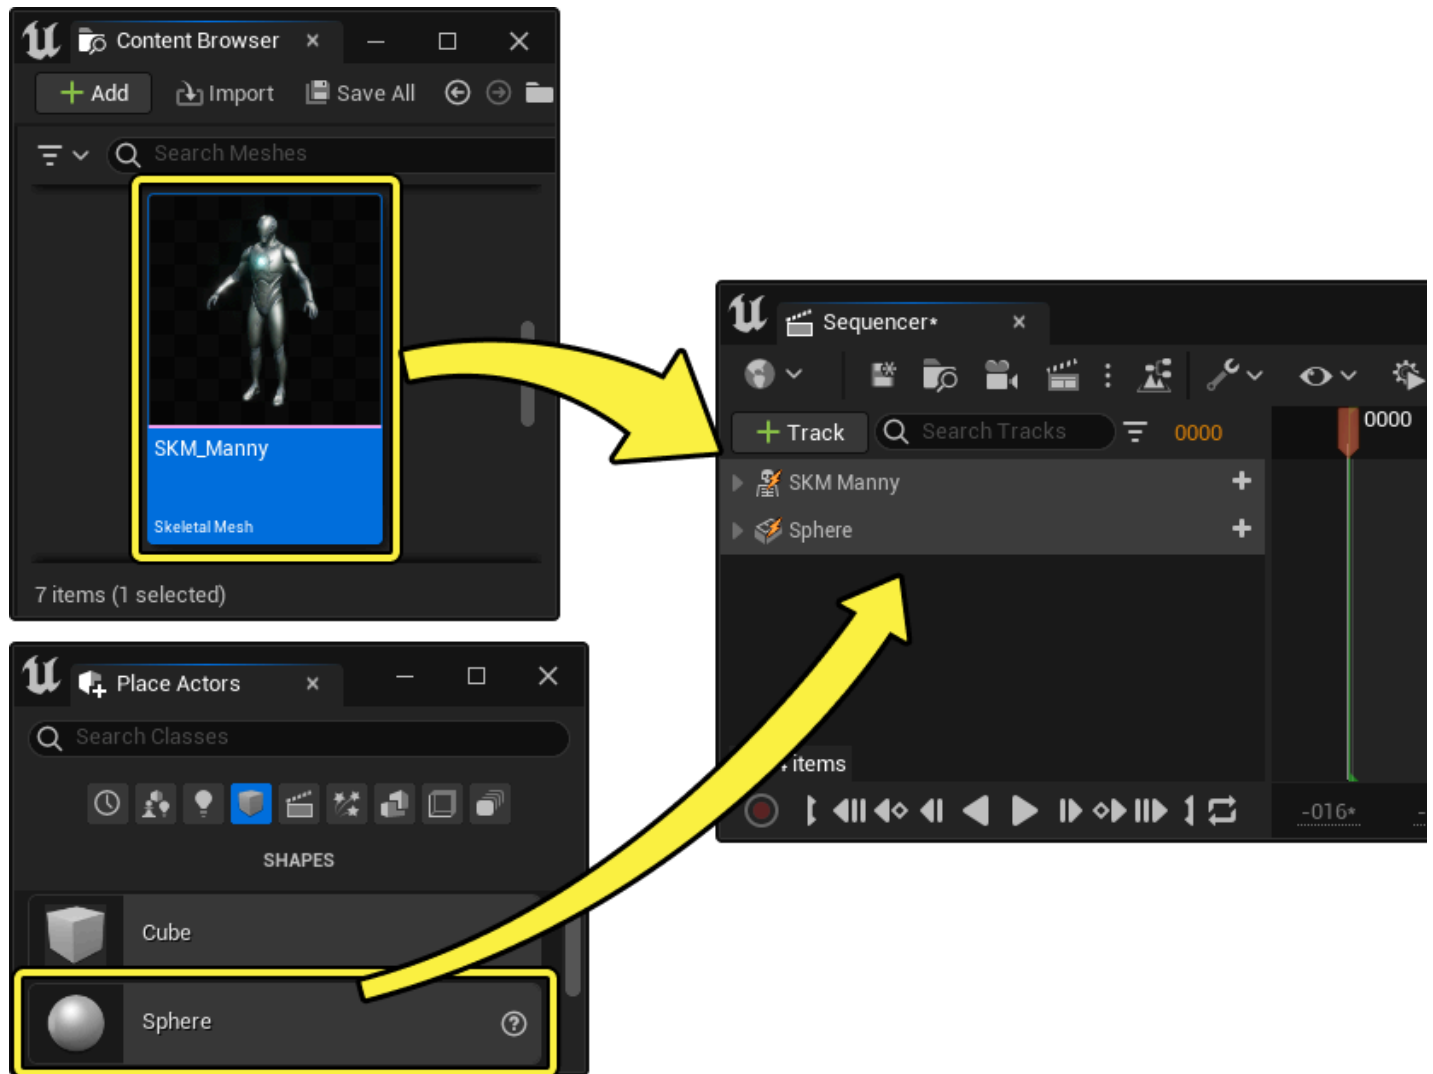 Content Browser
Add
Import
Save All
Search Meshes
SKM_Manny
Skeletal Mesh
7 items (1 selected)
Place Actors
Search Classes
SHAPES
Cube
Sphere
Sequencer*
Track
Search Tracks
0000
0000
SKM Manny
Sphere
items
-016*